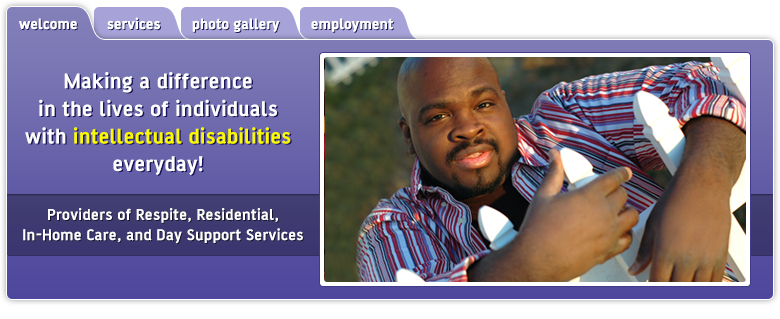 welcome
services
photo gallery
employment
Making a difference
in the lives of individuals
with intellectual disabilities
everyday!
Providers of Respite, Residential,
In-Home Care, and Day Support Services